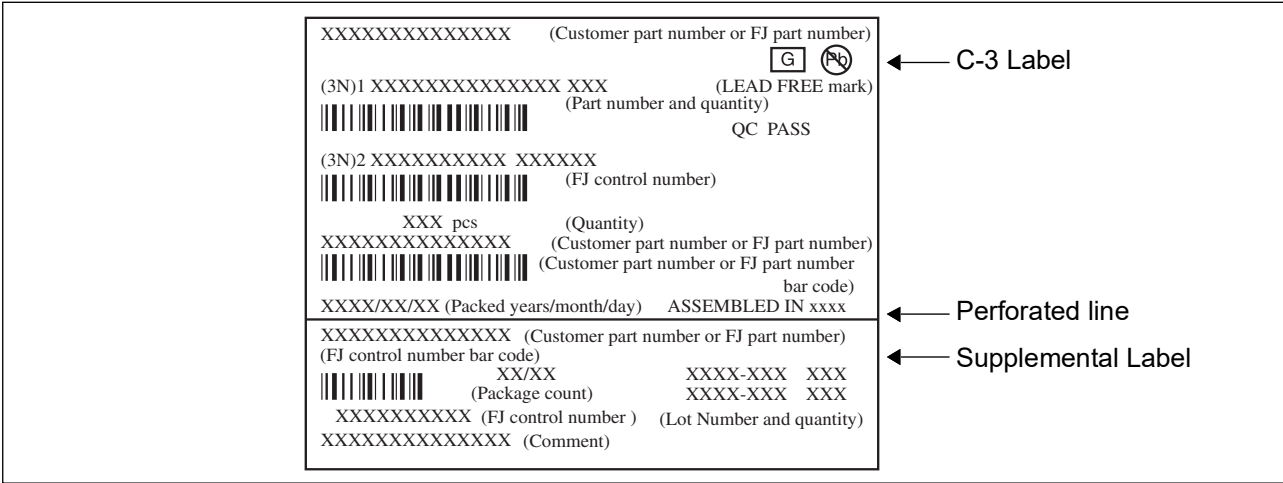 XXXXXXXXXXXXXX (Customer part number or FJ part number)
G Pb
C-3 Label
(3N)1 XXXXXXXXXXXXXX XXX (LEAD FREE mark)
(Part number and quantity)
QC PASS
(3N)2 XXXXXXXXXX XXXXXX
(FJ control number)
XXX pcs (Quantity)
XXXXXXXXXXXXXX (Customer part number or FJ part number)
(Customer part number or FJ part number
bar code)
XXXX/XX/XX (Packed years/month/day) ASSEMBLED IN xxxx
Perforated line
XXXXXXXXXXXXXX (Customer part number or FJ part number)
(FJ control number bar code)
Supplemental Label
XX/XX XXXX-XXX XXX
(Package count) XXXX-XXX XXX
XXXXXXXXXX (FJ control number ) (Lot Number and quantity)
XXXXXXXXXXXXXX (Comment)